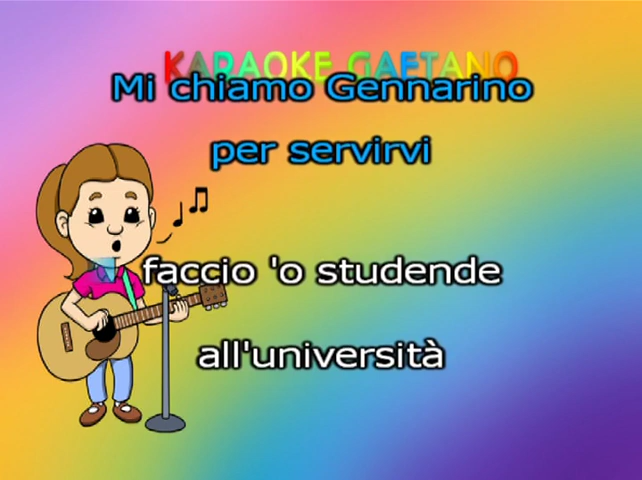 KARAOKE GAETANO
Mi chiamo Gennarino
per servirvi
faccio 'o studende
all'università